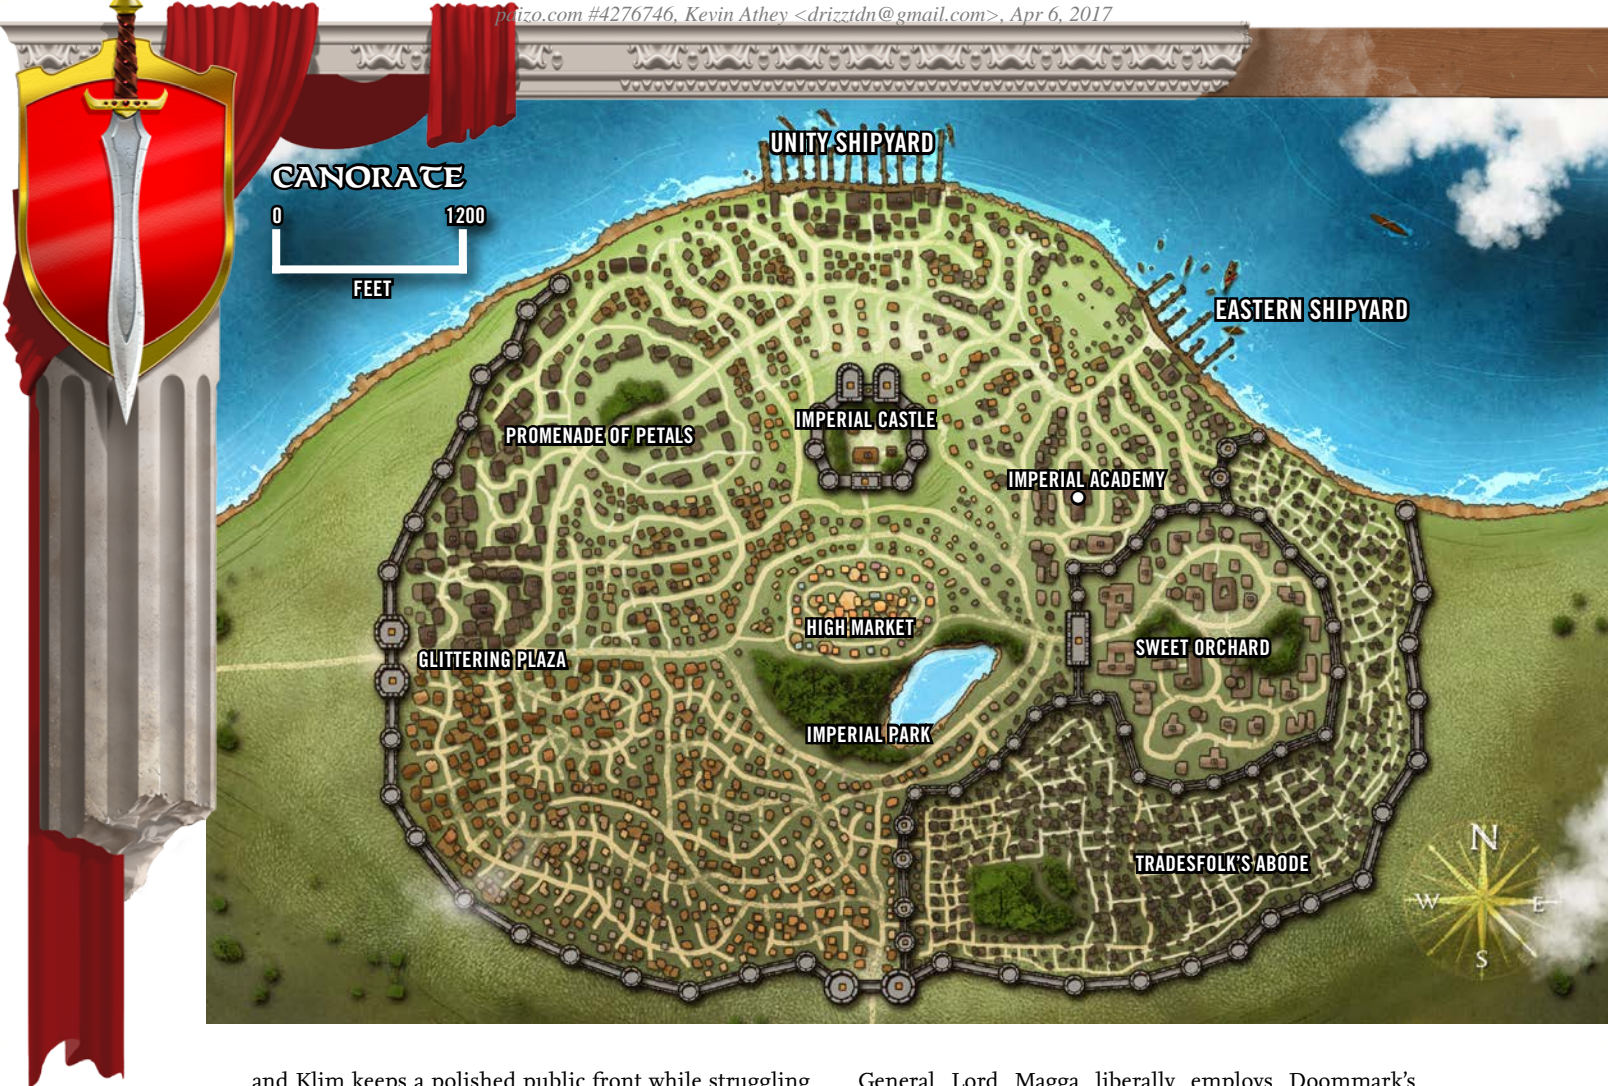 paizo.com #4276746, Kevin Athey <drizztdn@gmail.com>, Apr 6, 2017
UNITY SHIPYARD
CANORATE
0 1200
FEET
EASTERN SHIPYARD
IMPERIAL CASTLE
PROMENADE OF PETALS
IMPERIAL ACADEMY
HIGH MARKET
SWEET ORCHARD
GLITTERING PLAZA
IMPERIAL PARK
TRADESFOLK'S ABODE
N
W E
S
and Klim keeps a polished public front while struggling
General Lord Magga liberally employs Doommark's